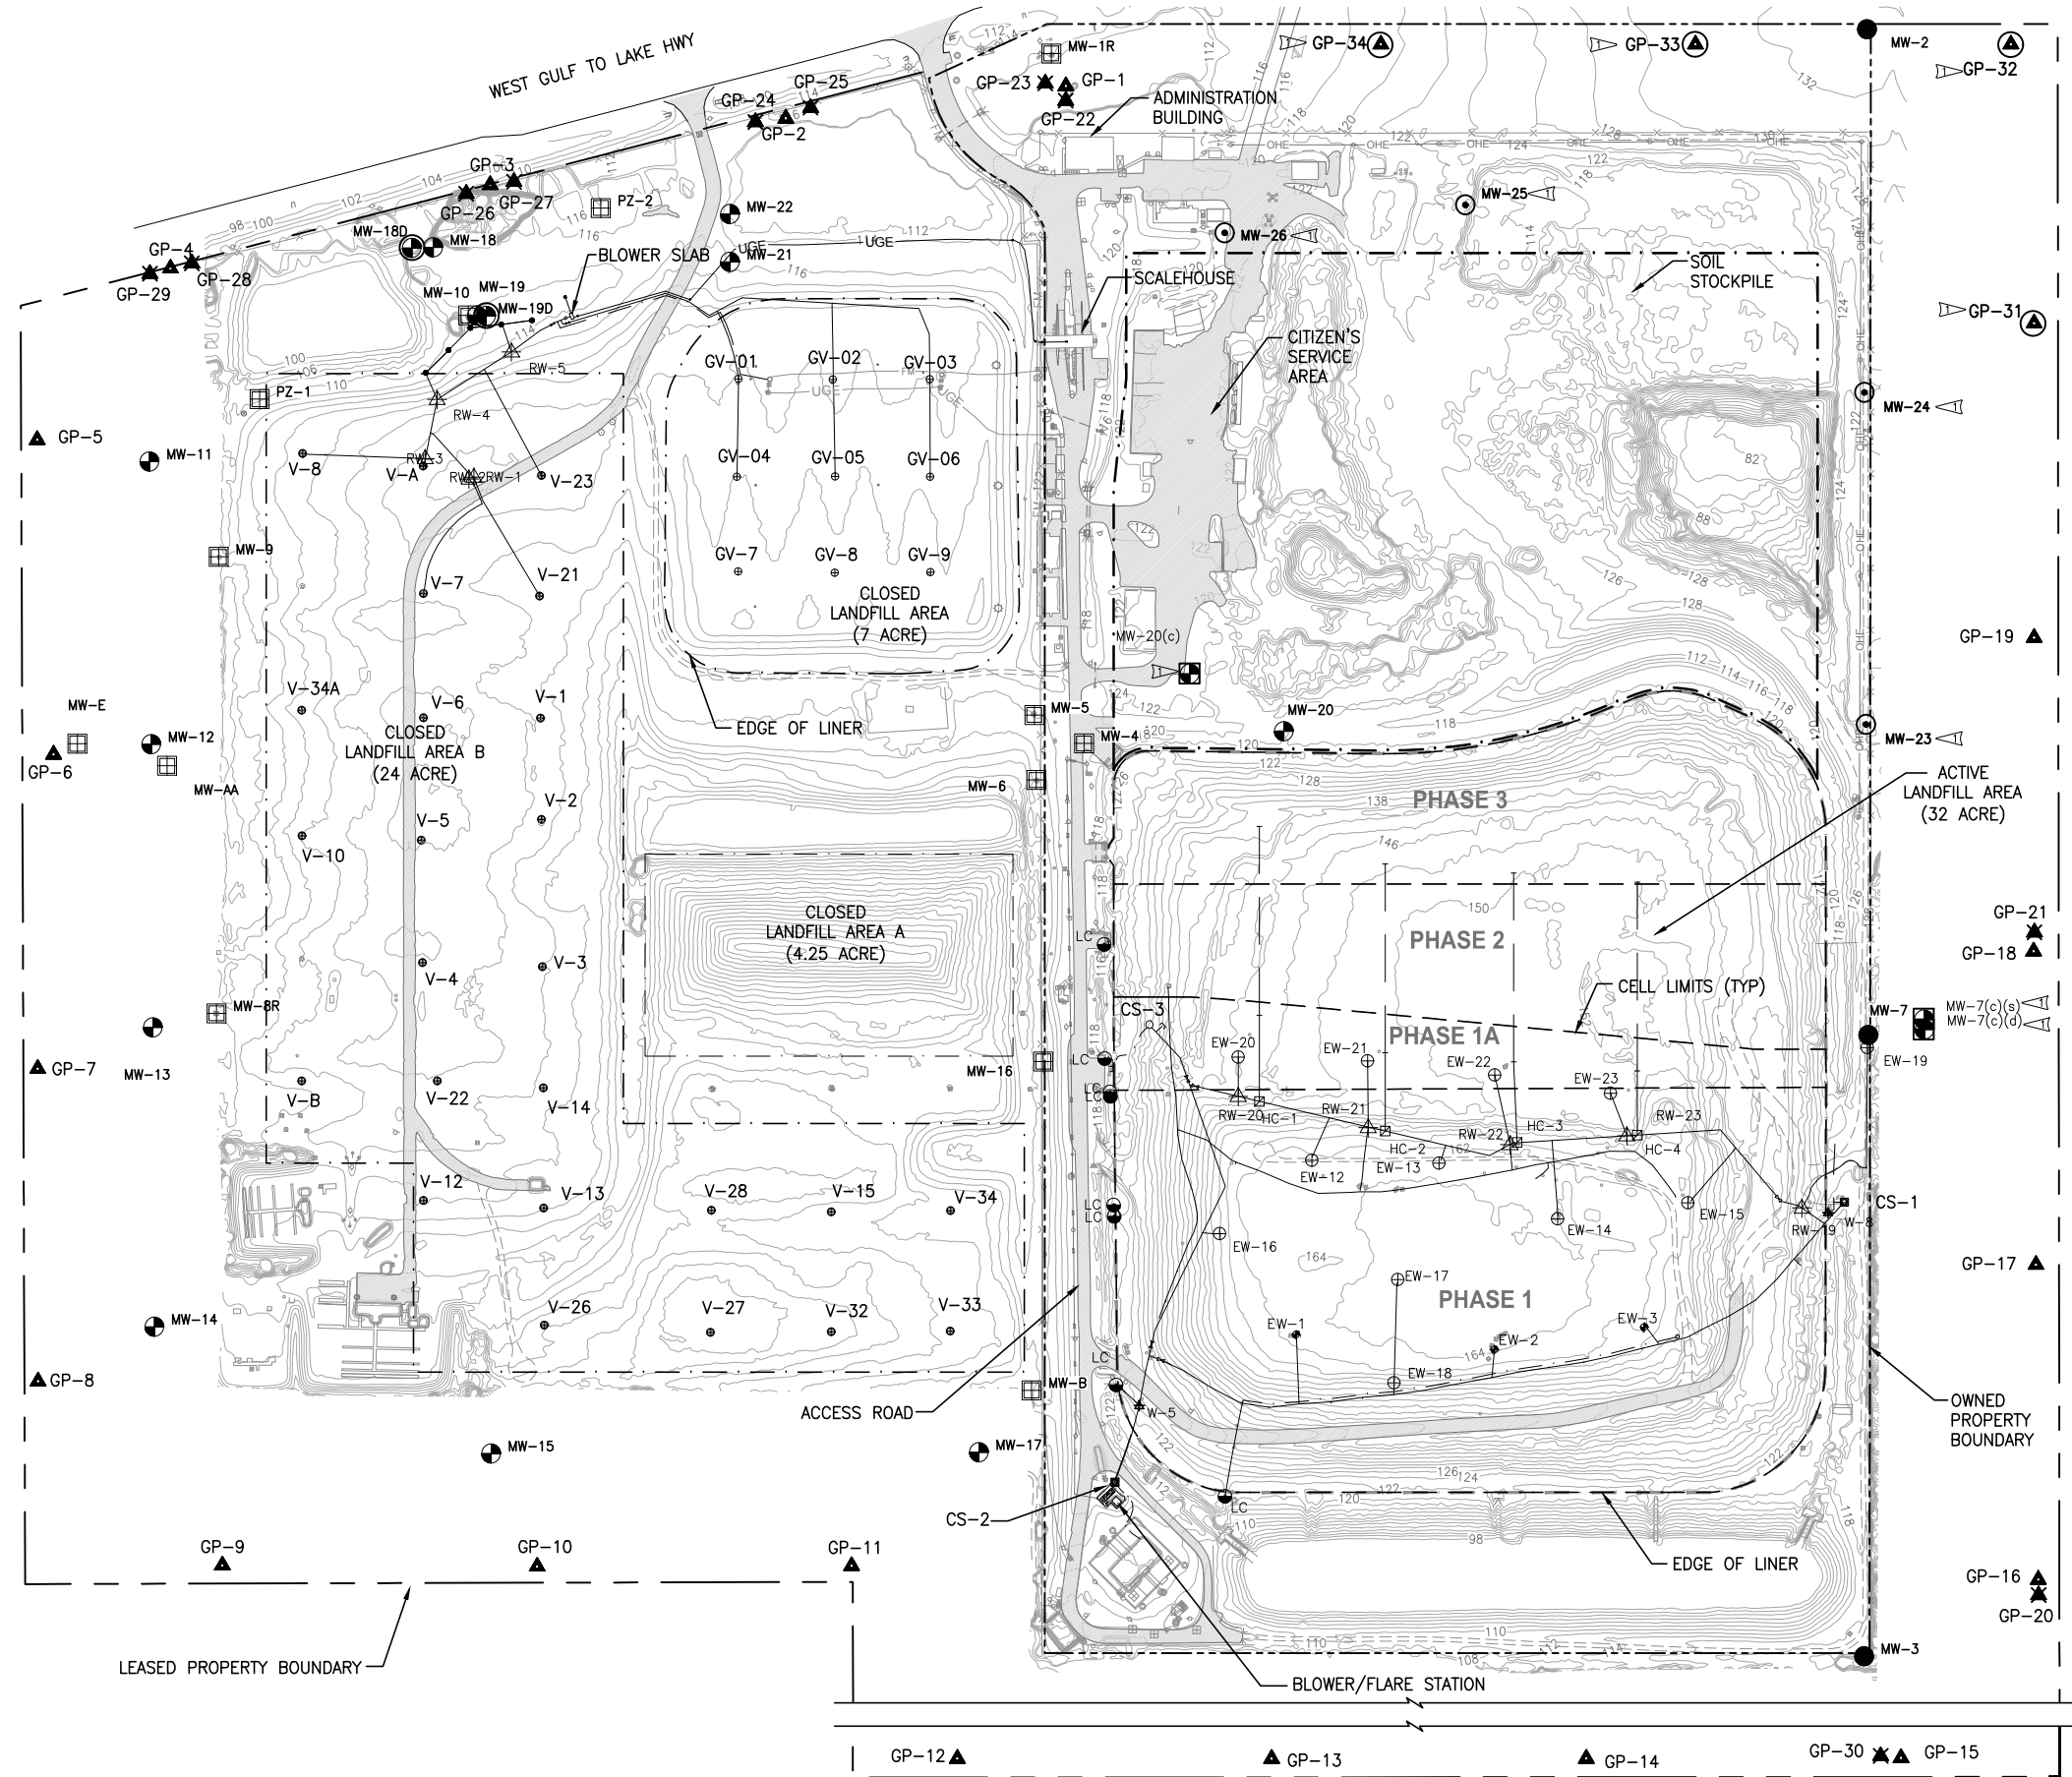 WEST GULF TO LAKE HWY
MW-1R
GP-34
GP-33
MW-2
GP-32
GP-23
GP-1
GP-22
ADMINISTRATION
BUILDING
GP-25
GP-24
GP-2
GP-3
GP-26
GP-27
PZ-2
MW-22
MW-25
MW-26
MW-18D
MW-18
GP-4
GP-28
GP-29
BLOWER SLAB
UGE
UGE
MW-21
SCALEHOUSE
SOIL
STOCKPILE
MW-10
MW-19
MW-19D
GP-31
CITIZEN'S
SERVICE
AREA
GV-01
GV-02
GV-03
RW-5
PZ-1
RW-4
MW-24
GP-5
MW-11
V-8
RW-3
V-A
RW-2
RW-1
V-23
GV-04
GV-05
GV-06
MW-9
V-7
V-21
GV-7
GV-8
GV-9
CLOSED
LANDFILL AREA
(7 ACRE)
MW-20(c)
GP-19
V-34A
V-6
V-1
EDGE OF LINER
MW-5
MW-4
MW-20
MW-23
MW-E
MW-12
GP-6
MW-AA
CLOSED
LANDFILL AREA B
(24 ACRE)
MW-6
PHASE 3
ACTIVE
LANDFILL AREA
(32 ACRE)
V-2
V-5
V-10
CLOSED
LANDFILL AREA A
(4.25 ACRE)
LC
PHASE 2
GP-21
GP-18
V-4
V-3
CELL LIMITS (TYP)
MW-8R
CS-3
MW-7
MW-7(c)(s)
MW-7(c)(d)
PHASE 1A
MW-13
GP-7
MW-16
LC
EW-20
EW-21
EW-22
EW-23
EW-19
V-B
V-22
V-14
LC
LC
RW-20
HC-1
RW-21
HC-2
RW-22
HC-3
RW-23
HC-4
EW-12
EW-13
V-12
V-13
V-28
V-15
V-34
LC
LC
EW-16
EW-14
EW-15
RW-19
W-8
CS-1
GP-17
EW-17
PHASE 1
MW-14
V-26
V-27
V-32
V-33
EW-1
EW-2
EW-3
GP-8
LC
EW-18
MW-B
W-5
ACCESS ROAD
OWNED
PROPERTY
BOUNDARY
MW-15
MW-17
CS-2
LC
EDGE OF LINER
GP-9
GP-10
GP-11
GP-16
GP-20
LEASED PROPERTY BOUNDARY
MW-3
BLOWER/FLARE STATION
GP-12
GP-13
GP-14
GP-30
GP-15